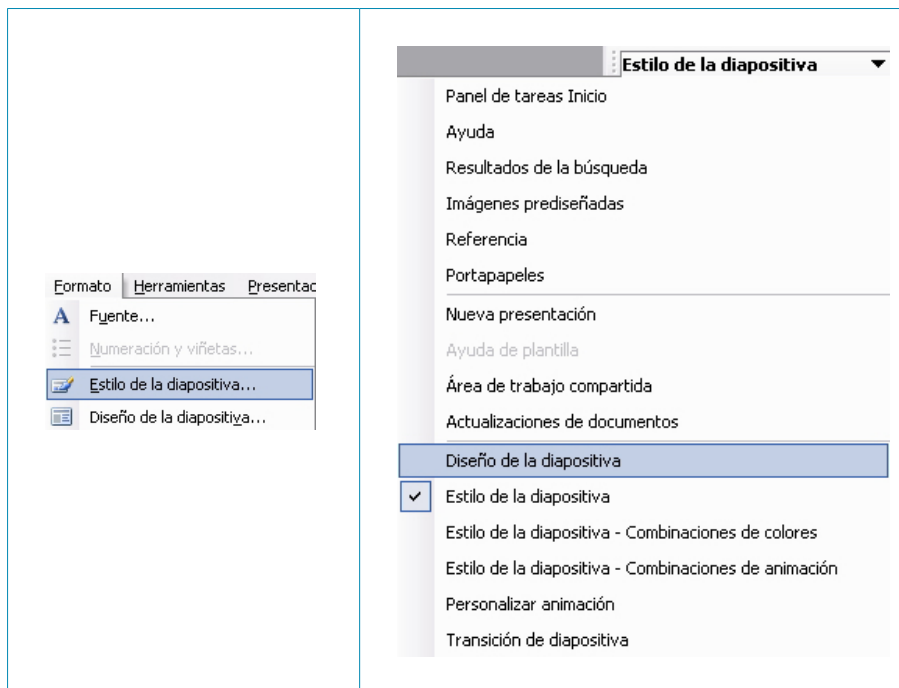 Formato Herramientas Presentac
Fuente...
Numeración y viñetas...
Estilo de la diapositiva...
Diseño de la diapositiva...
Estilo de la diapositiva
Panel de tareas Inicio
Ayuda
Resultados de la búsqueda
Imágenes prediseñadas
Referencia
Portapapeles
Nueva presentación
Ayuda de plantilla
Área de trabajo compartida
Actualizaciones de documentos
Diseño de la diapositiva
Estilo de la diapositiva
Estilo de la diapositiva - Combinaciones de colores
Estilo de la diapositiva - Combinaciones de animación
Personalizar animación
Transición de diapositiva